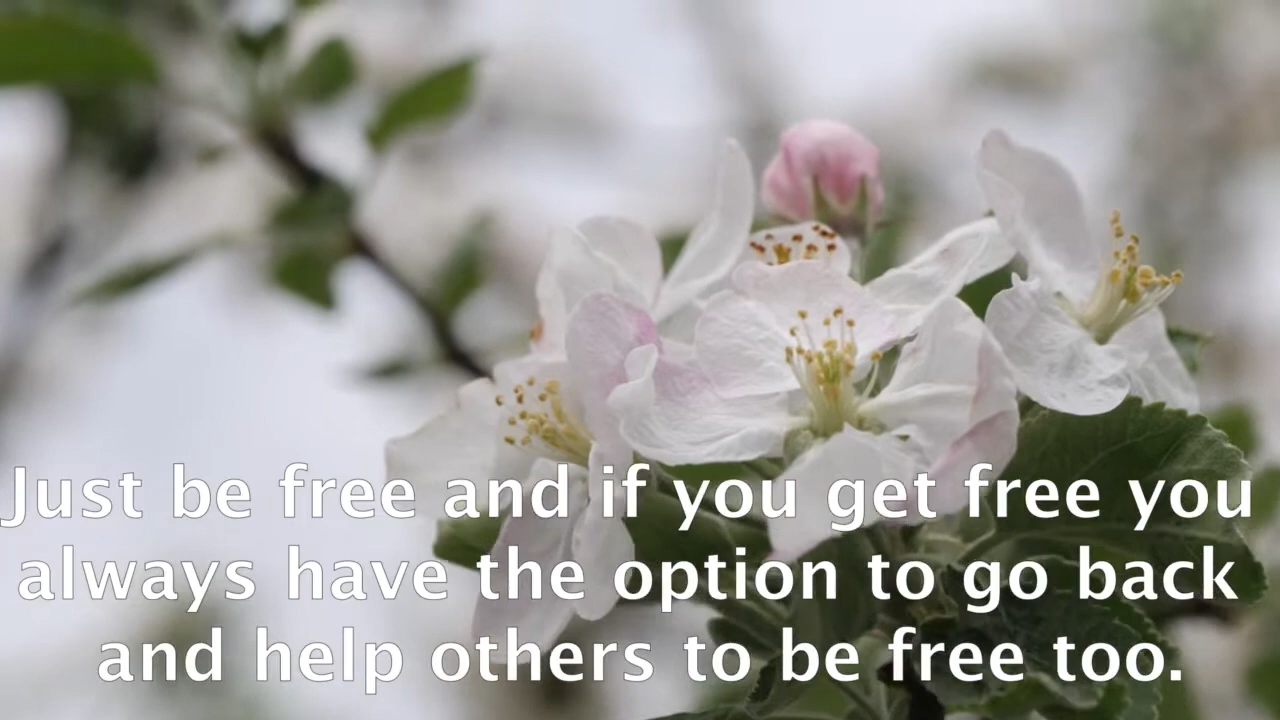 Just be free and if you get free you
always have the option to go back
and help others to be free too.